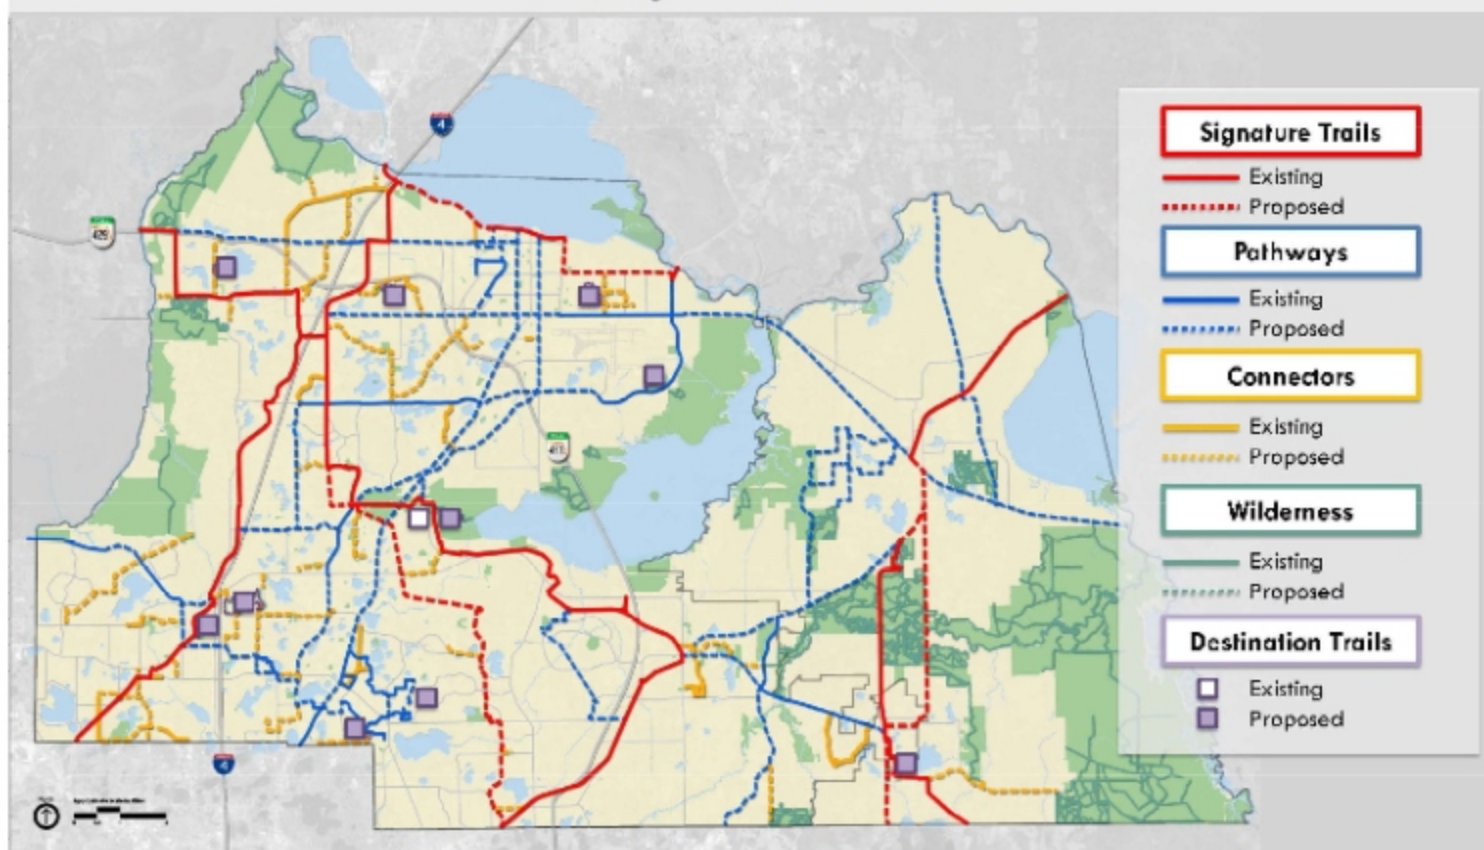 4
429
417
4
Signature Trails
Existing
Proposed
Pathways
Existing
Proposed
Connectors
Existing
Proposed
Wilderness
Existing
Proposed
Destination Trails
Existing
Proposed